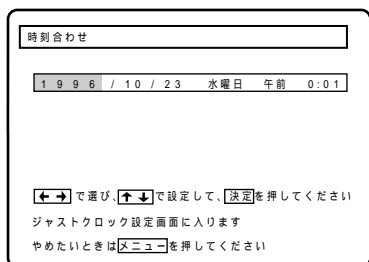 時刻合わせ
1996 / 10 / 23 水曜日 午前 0:01
←→で選び、↑↓で設定して、決定を押してください
ジャストクロック設定画面に入ります
やめたいときはメニューを押してください